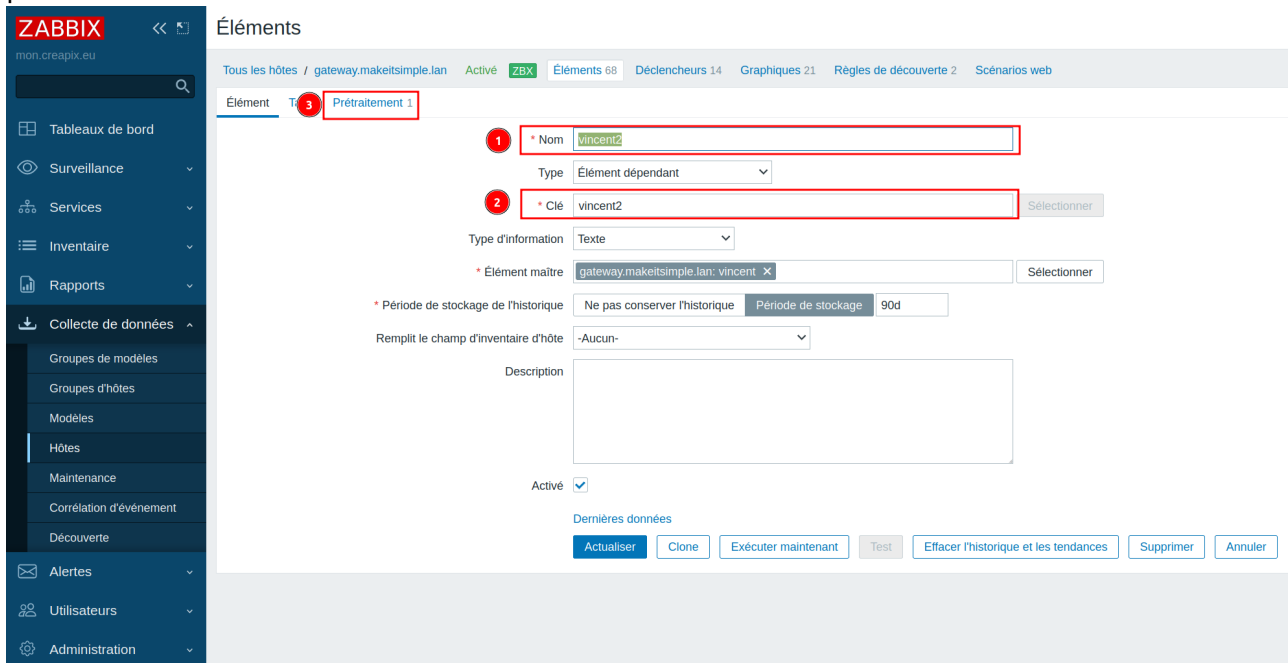 ZABBIX
mon.creapix.eu
Tableaux de bord
Surveillance
Services
Inventaire
Rapports
Collecte de données
Groupes de modèles
Groupes d'hôtes
Modèles
Hôtes
Maintenance
Corrélation d'événement
Découverte
Alertes
Utilisateurs
Administration
Éléments
Tous les hôtes / gateway.makeitsimple.lan Activé ZBX Éléments 68 Déclencheurs 14 Graphiques 21 Règles de découverte 2 Scénarios web
Élément 3 Prétraitement 1
1 * Nom vincent2
Type Élément dépendant
2 * Clé vincent2 Sélectionner
Type d'information Texte
* Élément maître gateway.makeitsimple.lan: vincent Sélectionner
* Période de stockage de l'historique Ne pas conserver l'historique Période de stockage 90d
Remplit le champ d'inventaire d'hôte -Aucun-
Description
Activé
Dernières données
Actualiser Clone Exécuter maintenant Test Effacer l'historique et les tendances Supprimer Annuler